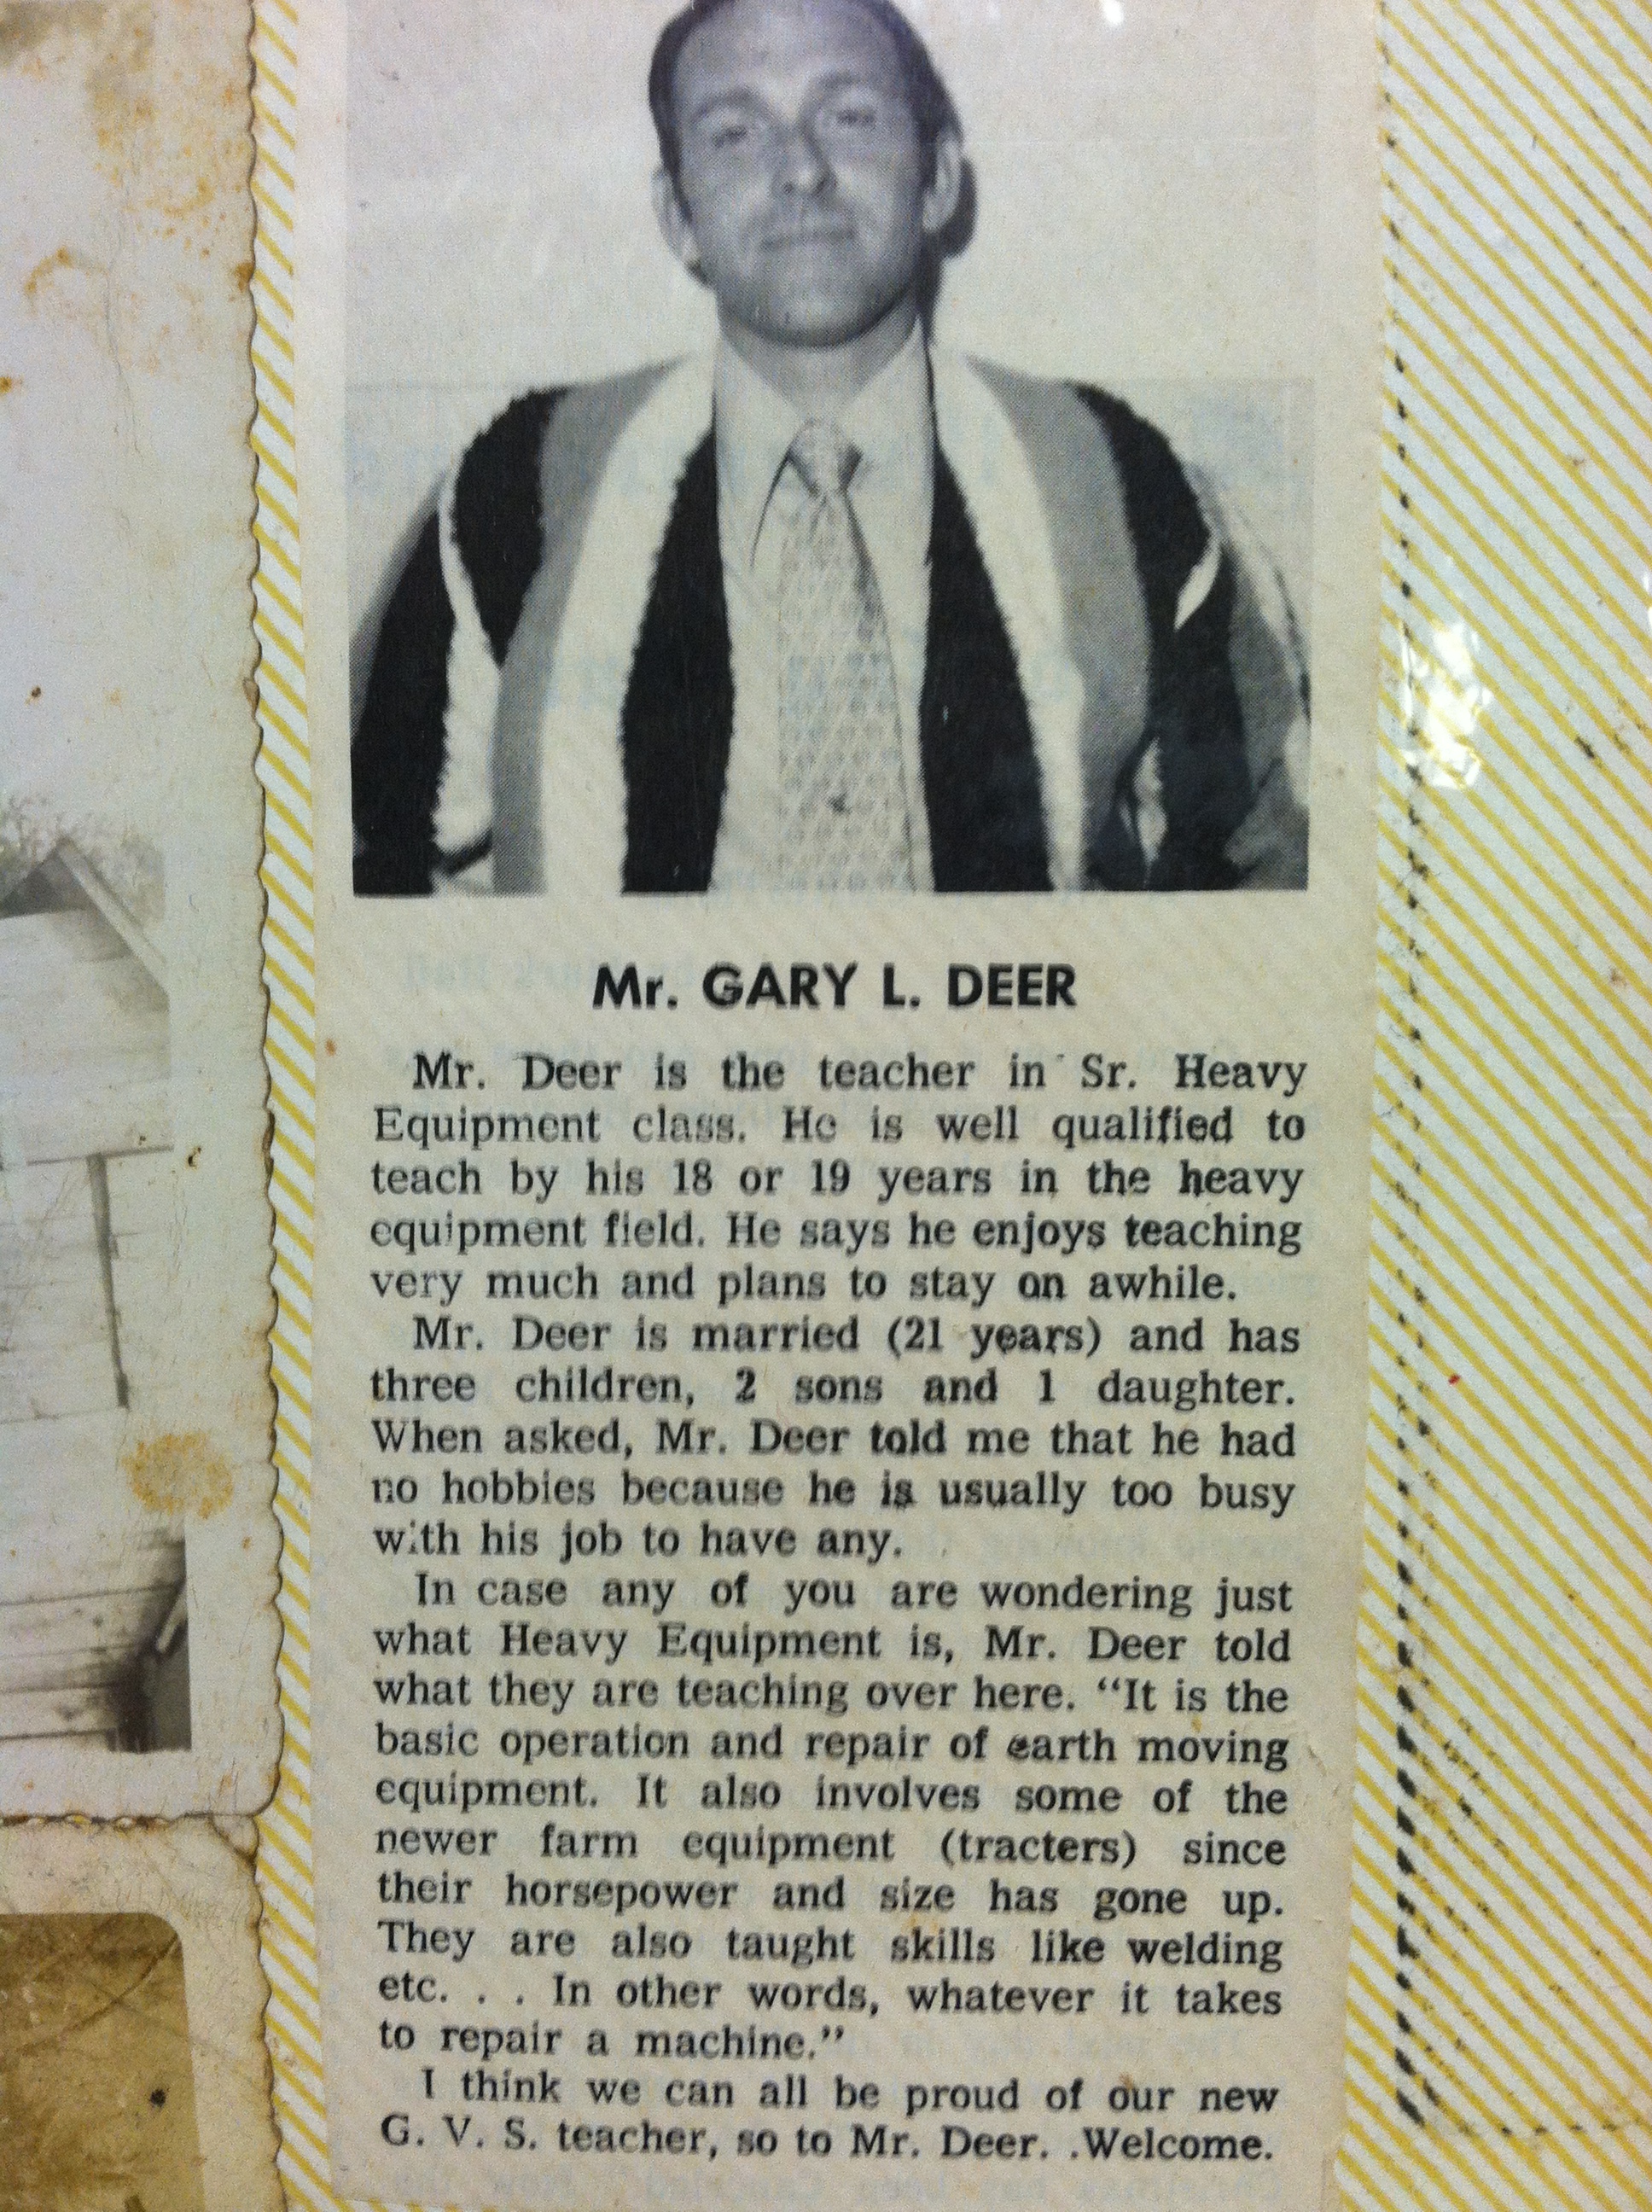 Mr. GARY L. DEER
Mr. Deer is the teacher in Sr. Heavy
Equipment class. He is well qualified to
teach by his 18 or 19 years in the heavy
equipment field. He says he enjoys teaching
very much and plans to stay on awhile.
Mr. Deer is married (21 years) and has
three children, 2 sons and 1 daughter.
When asked, Mr. Deer told me that he had
no hobbies because he is usually too busy
with his job to have any.
In case any of you are wondering just
what Heavy Equipment is, Mr. Deer told
what they are teaching over here. “It is the
basic operation and repair of earth moving
equipment. It also involves some of the
newer farm equipment (tracters) since
their horsepower and size has gone up.
They are also taught skills like welding
etc. . . In other words, whatever it takes
to repair a machine.”
I think we can all be proud of our new
G. V. S. teacher, so to Mr. Deer. .Welcome.